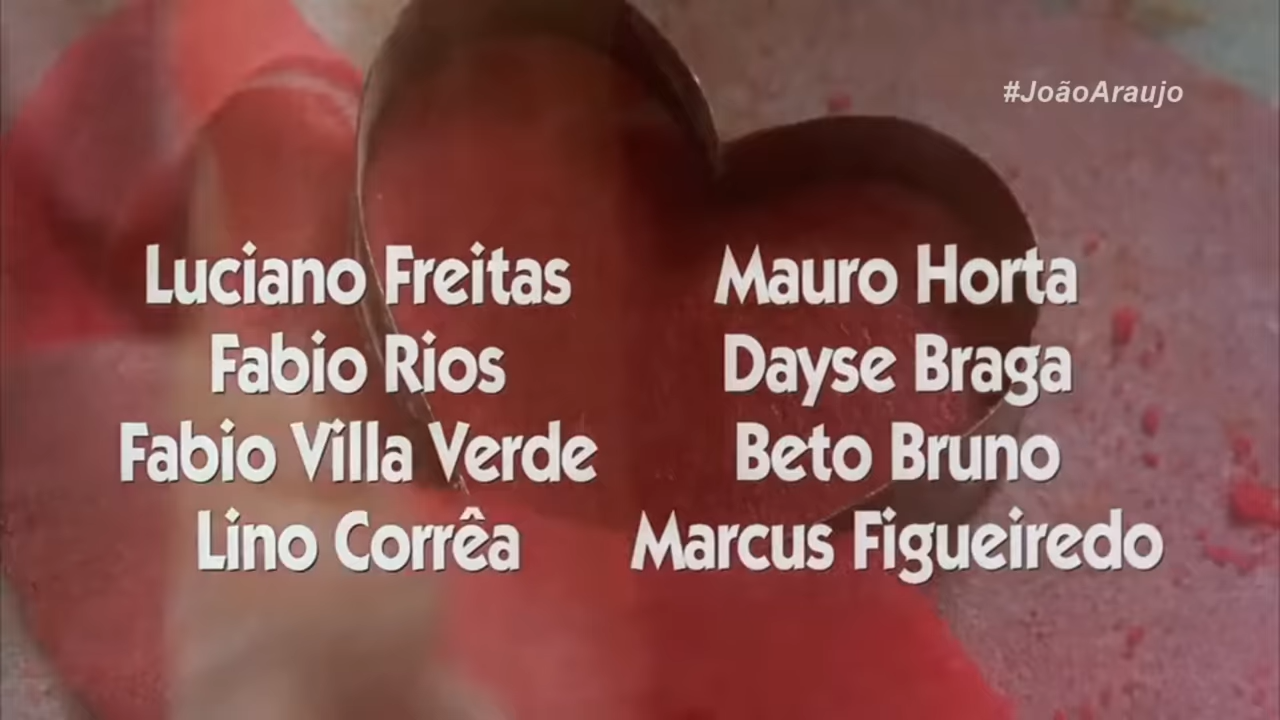 #JoãoAraujo
Luciano Freitas
Fabio Rios
Fabio Villa Verde
Lino Corrêa
Mauro Horta
Dayse Braga
Beto Bruno
Marcus Figueiredo